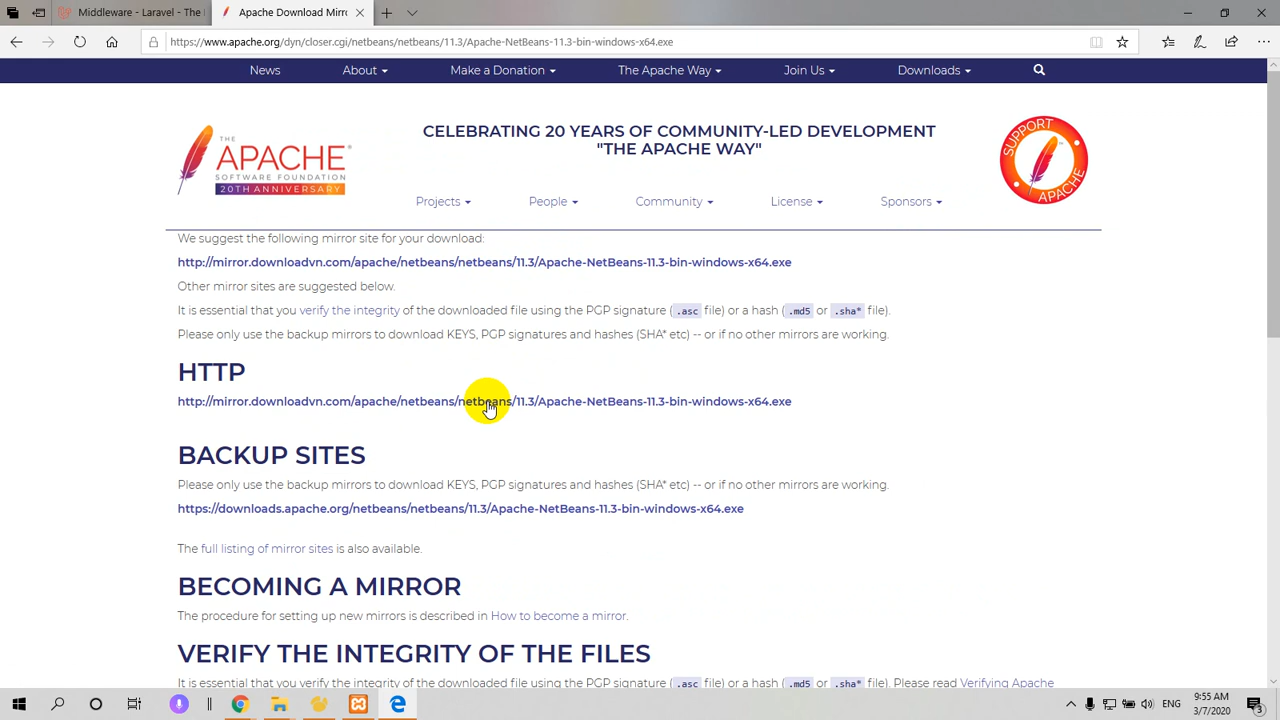 Middleware - Laravel - The
Apache Download Mirro
https://www.apache.org/dyn/closer.cgi/netbeans/netbeans/11.3/Apache-NetBeans-11.3-bin-windows-x64.exe
News About Make a Donation The Apache Way Join Us Downloads
THE
APACHE®
SOFTWARE FOUNDATION
20TH ANNIVERSARY
CELEBRATING 20 YEARS OF COMMUNITY-LED DEVELOPMENT
"THE APACHE WAY"
SUPPORT
APACHE
Projects People Community License Sponsors
We suggest the following mirror site for your download:
http://mirror.downloadvn.com/apache/netbeans/netbeans/11.3/Apache-NetBeans-11.3-bin-windows-x64.exe
Other mirror sites are suggested below.
It is essential that you verify the integrity of the downloaded file using the PGP signature (.asc file) or a hash (.md5 or .sha* file).
Please only use the backup mirrors to download KEYS, PGP signatures and hashes (SHA* etc) -- or if no other mirrors are working.
HTTP
http://mirror.downloadvn.com/apache/netbeans/netbeans/11.3/Apache-NetBeans-11.3-bin-windows-x64.exe
BACKUP SITES
Please only use the backup mirrors to download KEYS, PGP signatures and hashes (SHA* etc) -- or if no other mirrors are working.
https://downloads.apache.org/netbeans/netbeans/11.3/Apache-NetBeans-11.3-bin-windows-x64.exe
The full listing of mirror sites is also available.
BECOMING A MIRROR
The procedure for setting up new mirrors is described in How to become a mirror.
VERIFY THE INTEGRITY OF THE FILES
It is essential that you verify the integrity of the downloaded file using the PGP signature (.asc file) or a hash (.md5 or .sha* file). Please read Verifying Apache
9:55 AM
3/7/2020
3